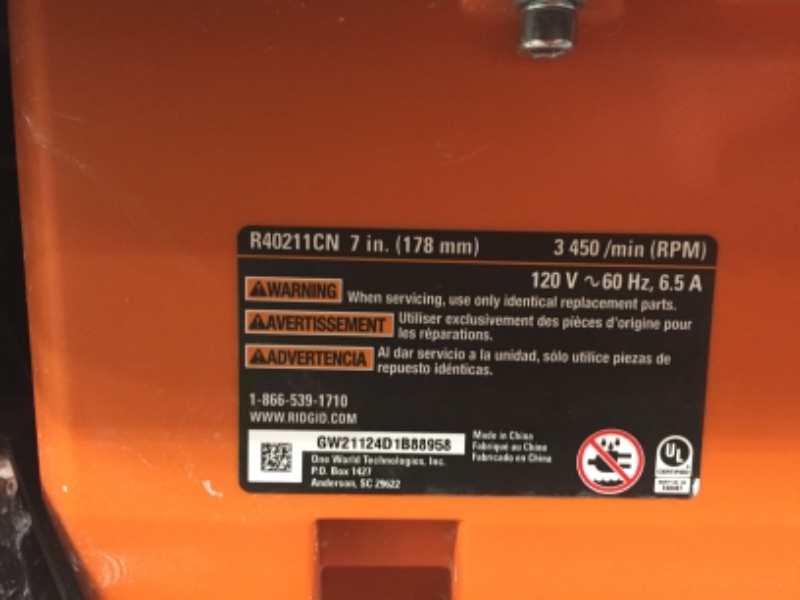 R40211CN 7 in. (178 mm) 3 450 /min (RPM)
120 V ~ 60 Hz, 6.5 A
WARNING When servicing, use only identical replacement parts.
AVERTISSEMENT Utiliser exclusivement des pièces d'origine pour
les réparations.
ADVERTENCIA Al dar servicio a la unidad, sólo utilice piezas de
repuesto idénticas.
1-866-539-1710
WWW.RIDGID.COM
GW21124D1B88958
One World Technologies, Inc.
P.O. Box 1427
Anderson, SC 29622
Made in China
Fabriqué au China
Fabricado en China
UL
CERTIFIED